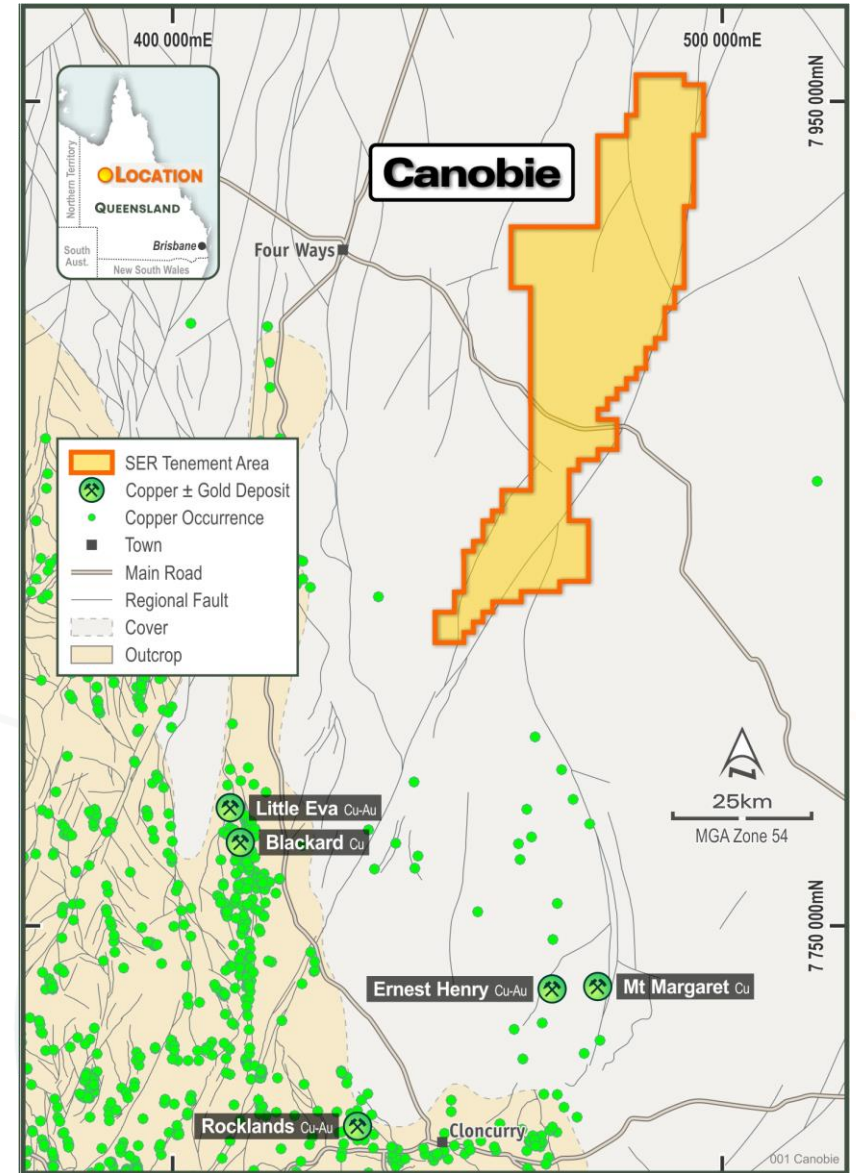 400 000mE
500 000mE
7 950 000mN
Northern Territory
LOCATION
QUEENSLAND
Brisbane
South
Aust.
New South Wales
Canobie
Four Ways
SER Tenement Area
Copper ± Gold Deposit
Copper Occurrence
Town
Main Road
Regional Fault
Cover
Outcrop
N
25km
MGA Zone 54
Little Eva Cu-Au
Blackard Cu
7 750 000mN
Ernest Henry Cu-Au
Mt Margaret Cu
Rocklands Cu-Au
Cloncurry
001 Canobie